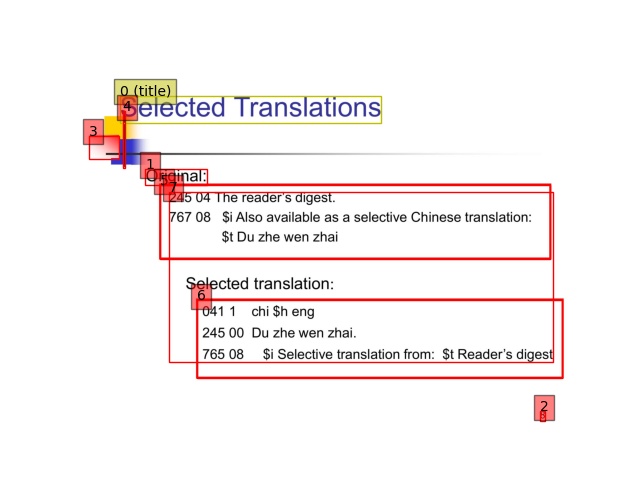 0 (title)
Selected Translations
4
3
1
Original:
7
245 04 The reader's digest.
767 08 $i Also available as a selective Chinese translation:
$t Du zhe wen zhai
Selected translation:
6
041 1 chi $h eng
245 00 Du zhe wen zhai.
765 08 $i Selective translation from: $t Reader's digest
2